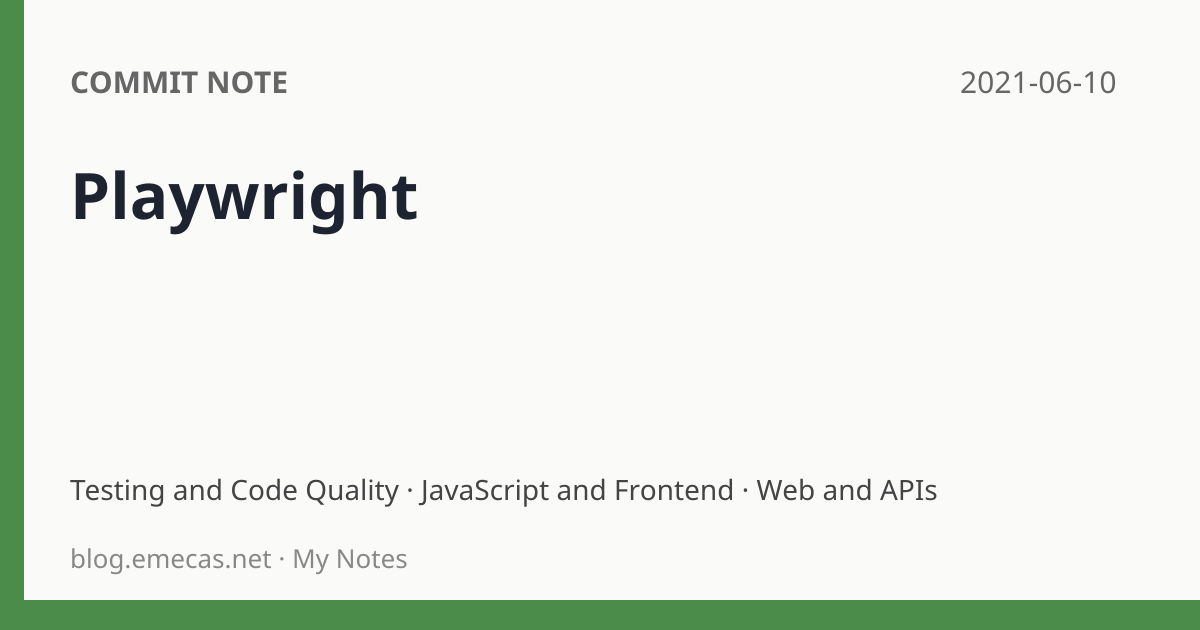 COMMIT NOTE 2021-06-10
Playwright
Testing and Code Quality · JavaScript and Frontend · Web and APIs
blog.emecas.net · My Notes